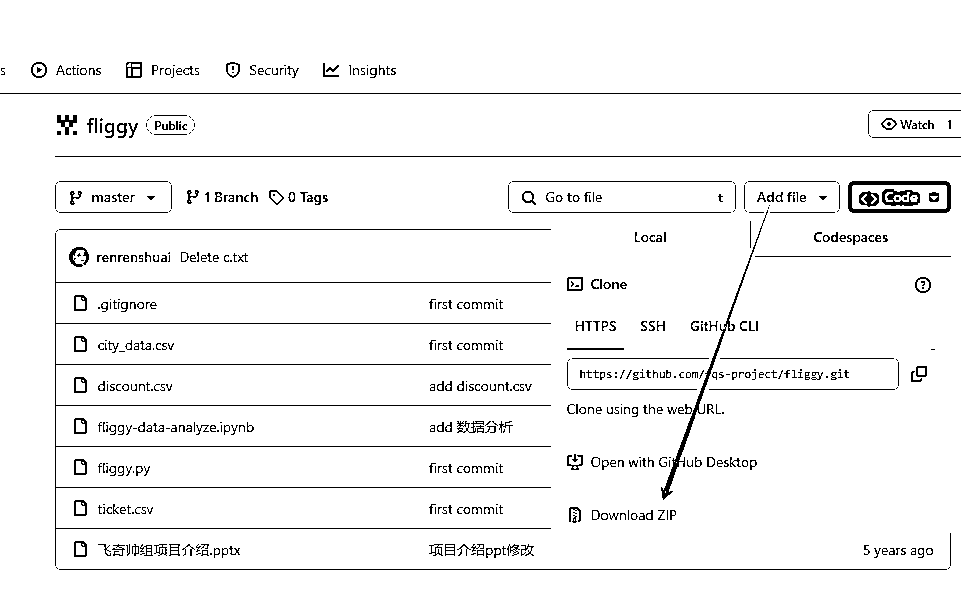 s Actions Projects Security Insights
fliggy Public Watch 1
master 1 Branch 0 Tags Go to file t Add file Code
Local Codespaces
renrenshuai Delete c.txt
Clone
.gitignore first commit
HTTPS SSH GitHub CLI
city_data.csv first commit
https://github.com/fqs-project/fliggy.git
discount.csv add discount.csv
Clone using the web URL.
fliggy-data-analyze.ipynb add 数据分析
Open with GitHub Desktop
fliggy.py first commit
ticket.csv first commit
Download ZIP
飞奇帅组项目介绍.pptx 项目介绍ppt修改 5 years ago